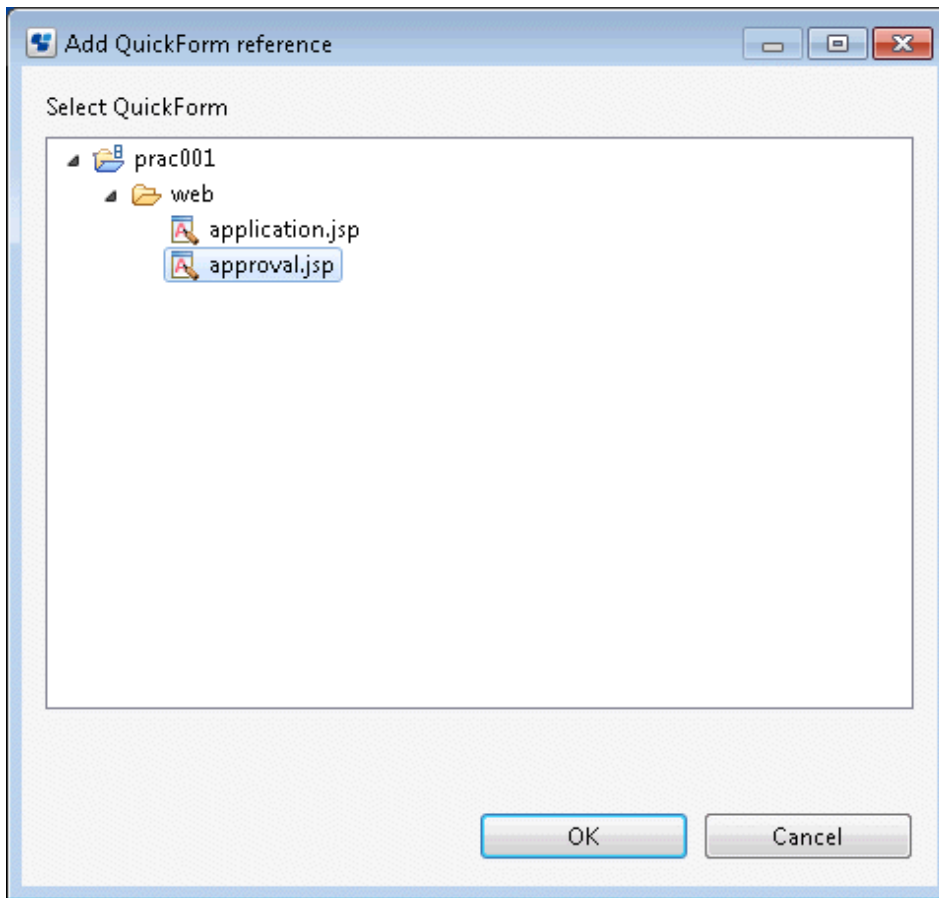 Add QuickForm reference
Select QuickForm
prac001
web
application.jsp
approval.jsp
OK
Cancel